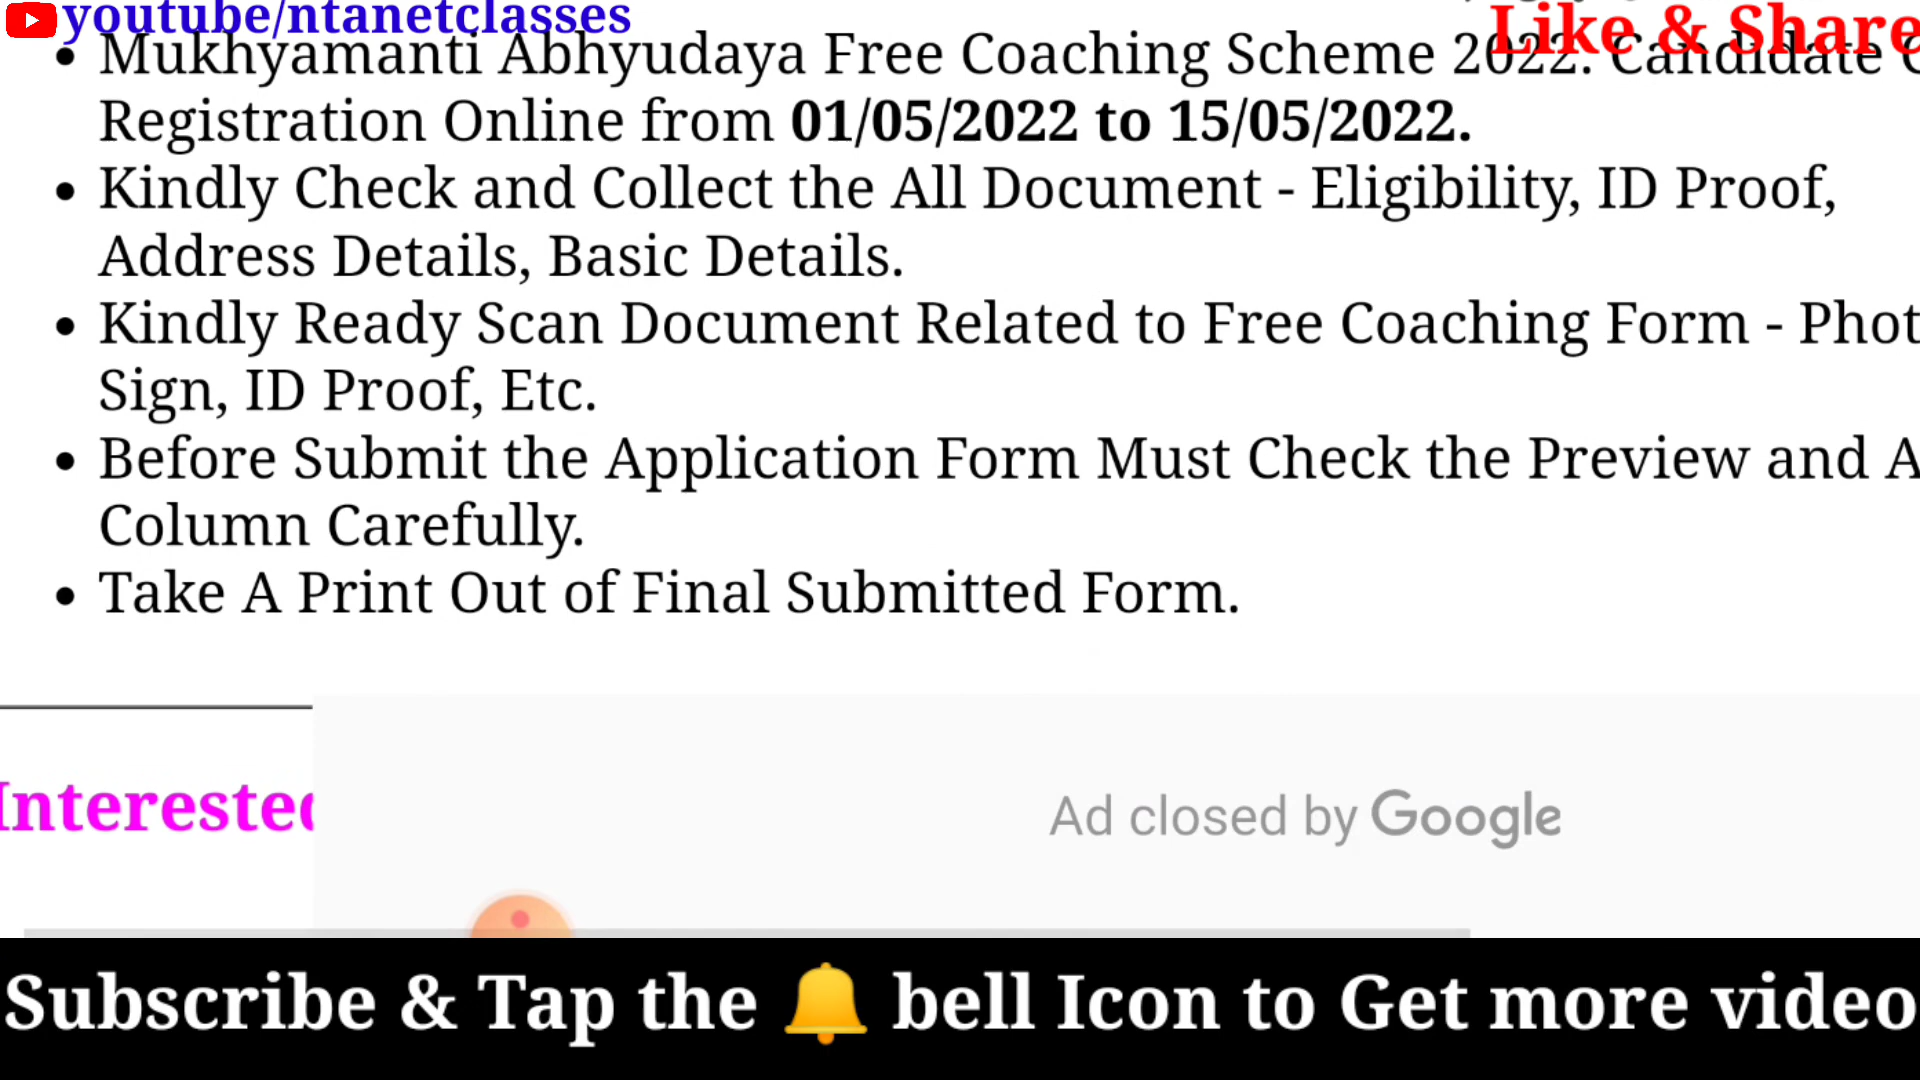 youtube/ntanetclasses
Like & Share
Mukhyamanti Abhyudaya Free Coaching Scheme 2022. Candidate
Registration Online from 01/05/2022 to 15/05/2022.
Kindly Check and Collect the All Document - Eligibility, ID Proof,
Address Details, Basic Details.
Kindly Ready Scan Document Related to Free Coaching Form - Phot
Sign, ID Proof, Etc.
Before Submit the Application Form Must Check the Preview and A
Column Carefully.
Take A Print Out of Final Submitted Form.
Interested
Ad closed by Google
Subscribe & Tap the 🔔 bell Icon to Get more video